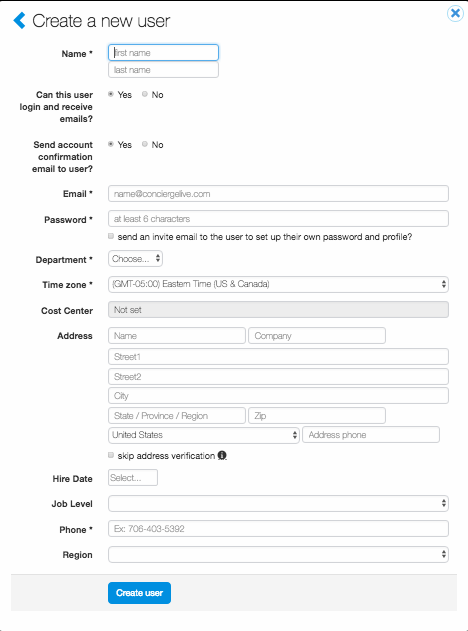 Create a new user
Name *
first name
last name
Can this user
login and receive
emails?
Yes No
Send account
confirmation
email to user?
Yes No
Email *
name@conciergelive.com
Password *
at least 6 characters
send an invite email to the user to set up their own password and profile?
Department *
Choose...
Time zone *
(GMT-05:00) Eastern Time (US & Canada)
Cost Center
Not set
Address
Name Company
Street1
Street2
City
State / Province / Region Zip
United States Address phone
skip address verification
Hire Date
Select...
Job Level
Phone *
Ex: 706-403-5392
Region
Create user